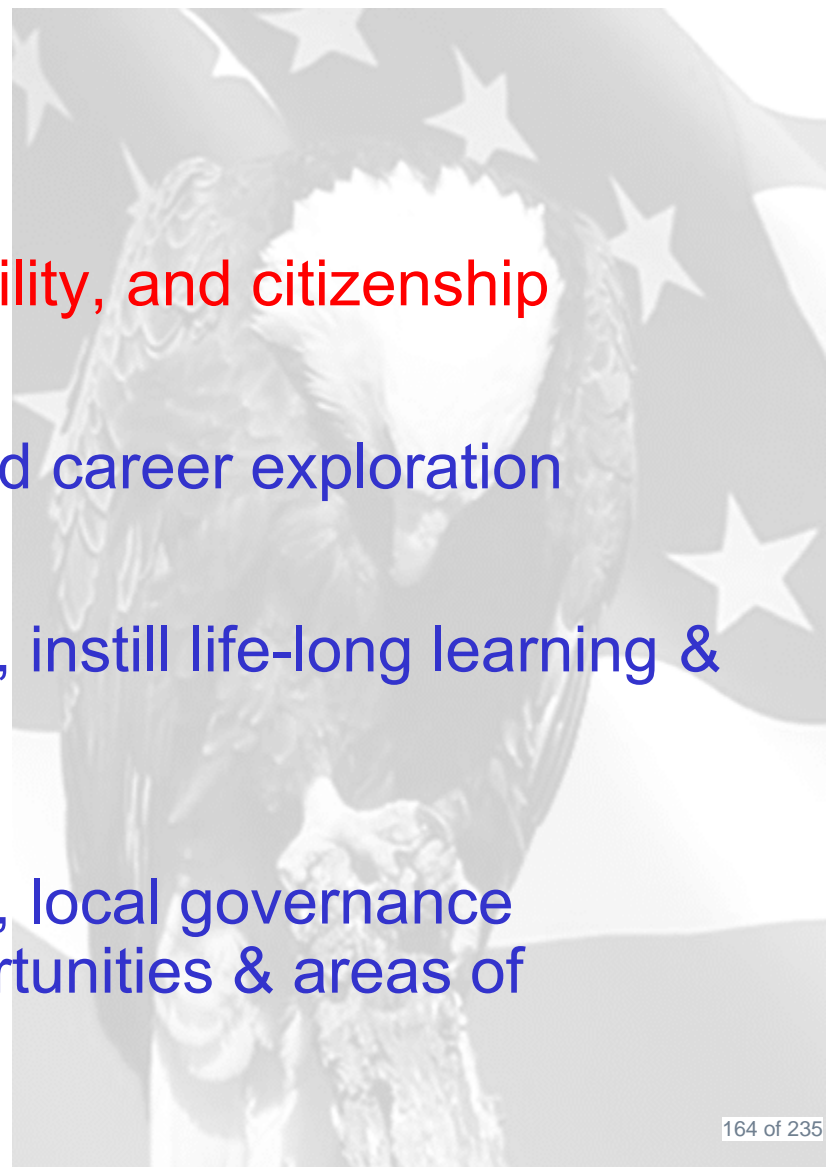 ility, and citizenship
d career exploration
, instill life-long learning &
, local governance
rtunities & areas of
164 of 235